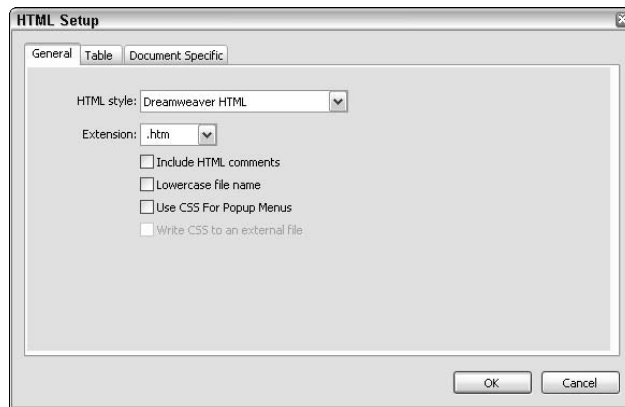 HTML Setup
General Table Document Specific
HTML style: Dreamweaver HTML
Extension: .htm
Include HTML comments
Lowercase file name
Use CSS For Popup Menus
Write CSS to an external file
OK Cancel